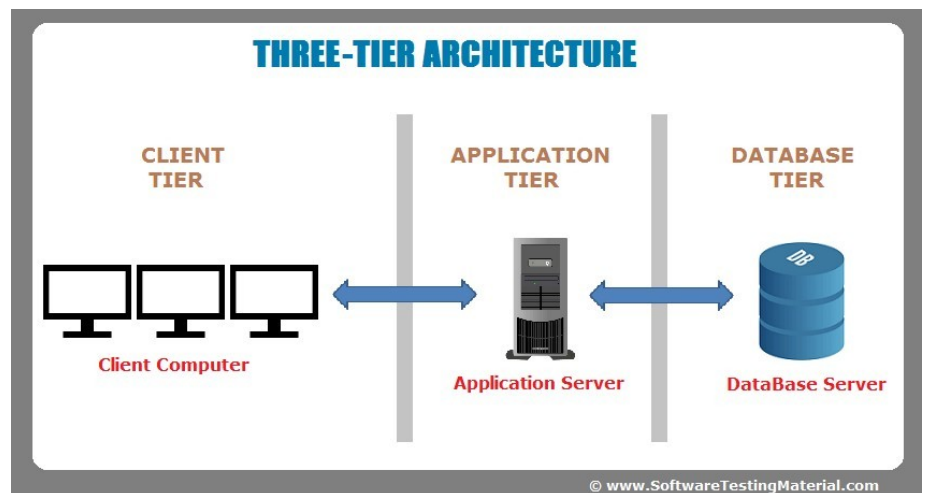 THREE-TIER ARCHITECTURE
CLIENT
TIER
APPLICATION
TIER
DATABASE
TIER
DB
Client Computer
Application Server
DataBase Server
© www.SoftwareTestingMaterial.com